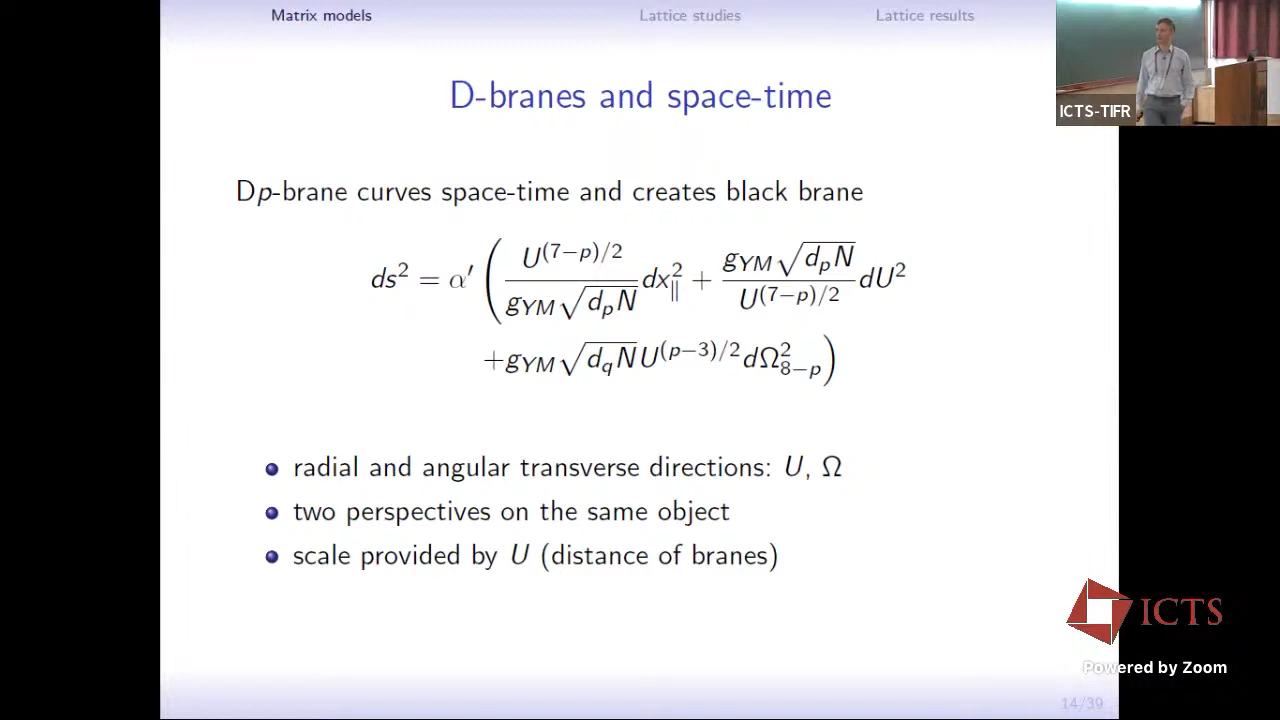 Matrix models Lattice studies Lattice results
ICTS-TIFR
D-branes and space-time
Dp-brane curves space-time and creates black brane
ds² = α′ ( U^{(7−p)/2} / (g_{YM} √(d_p N)) dx²_∥ + g_{YM} √(d_p N) / U^{(7−p)/2} dU²
+g_{YM} √(d_q N) U^{(p−3)/2} dΩ²_{8−p} )
radial and angular transverse directions: U, Ω
two perspectives on the same object
scale provided by U (distance of branes)
ICTS
Powered by Zoom
14/39